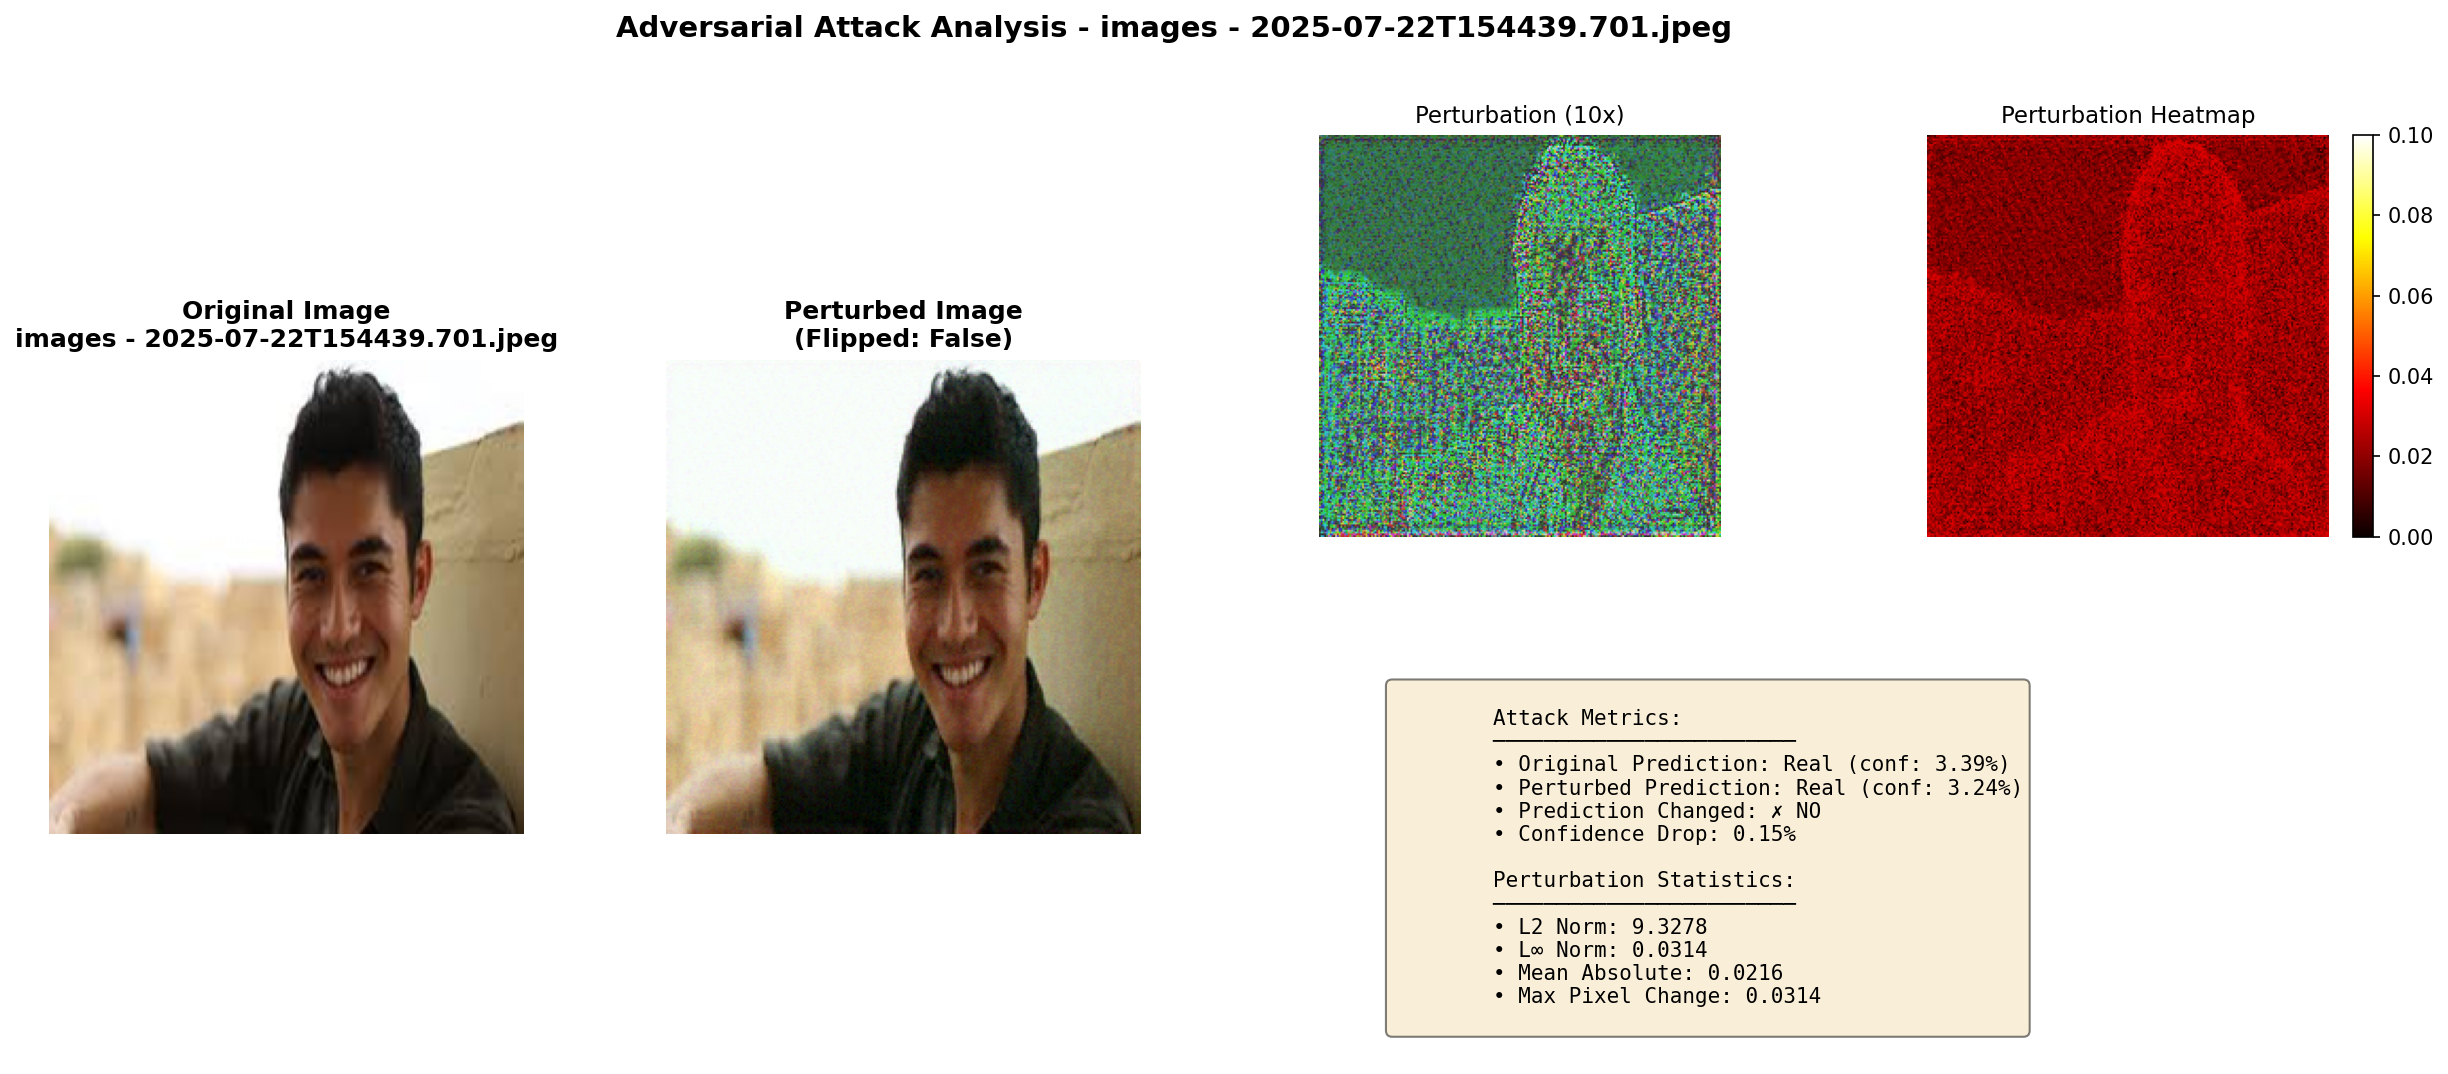 Adversarial Attack Analysis - images - 2025-07-22T154439.701.jpeg
Original Image
images - 2025-07-22T154439.701.jpeg
Perturbed Image
(Flipped: False)
Perturbation (10x)
Perturbation Heatmap
0.10
0.08
0.06
0.04
0.02
0.00
Attack Metrics:
• Original Prediction: Real (conf: 3.39%)
• Perturbed Prediction: Real (conf: 3.24%)
• Prediction Changed: ✗ NO
• Confidence Drop: 0.15%
Perturbation Statistics:
• L2 Norm: 9.3278
• L∞ Norm: 0.0314
• Mean Absolute: 0.0216
• Max Pixel Change: 0.0314